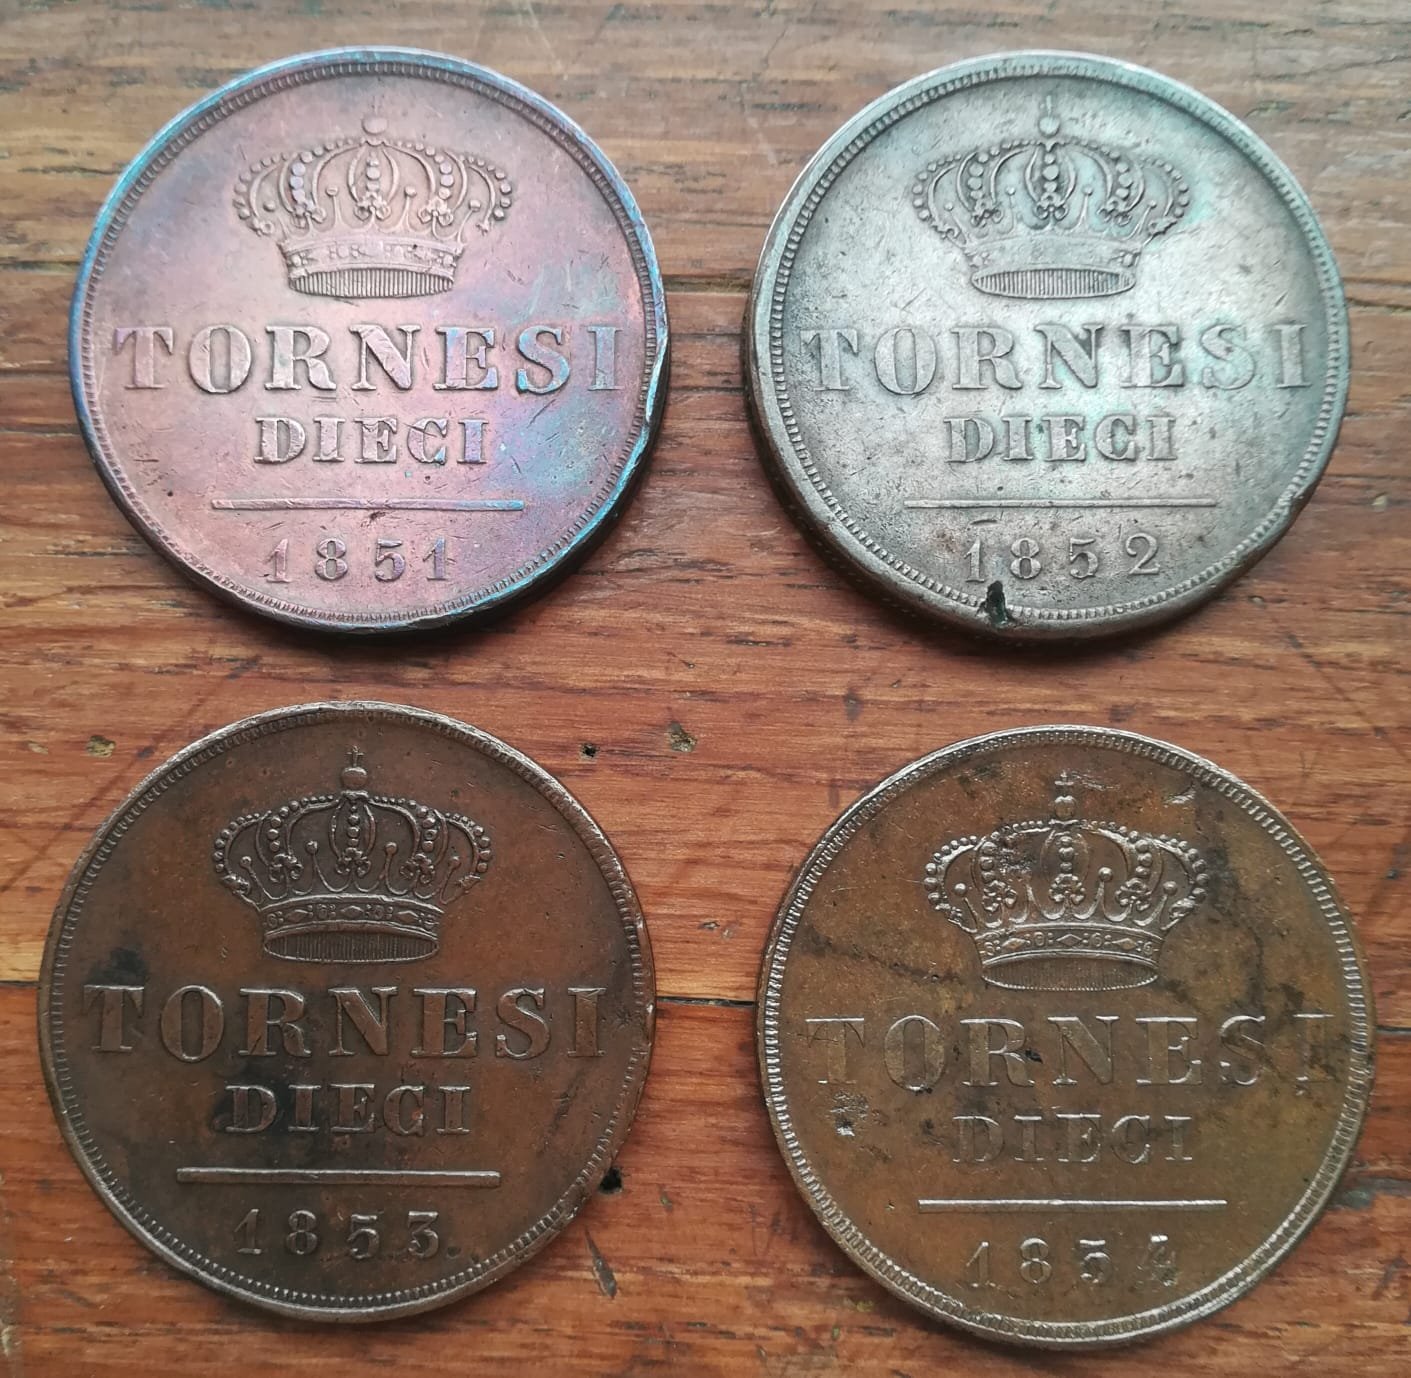 TORNESI
DIECI
1851
TORNESI
DIECI
1852
TORNESI
DIECI
1853.
TORNESI
DIECI
1854